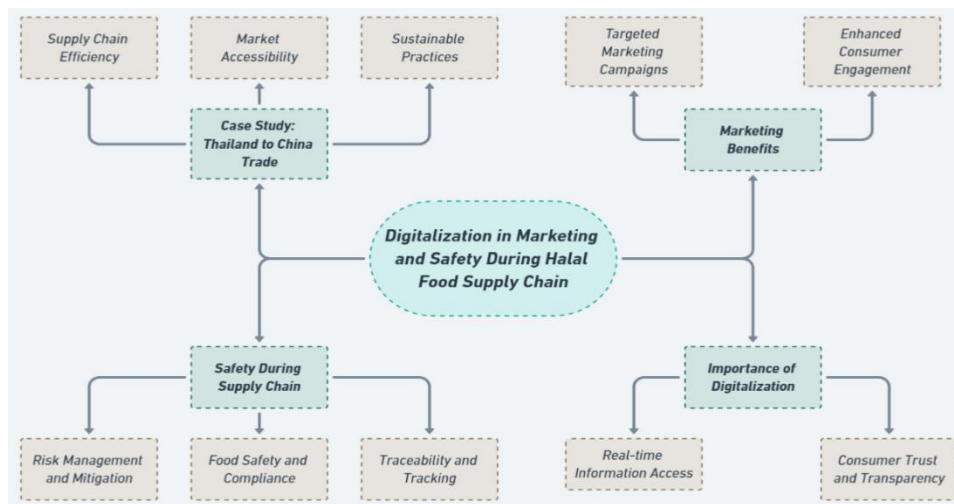 Supply Chain
Efficiency
Market
Accessibility
Sustainable
Practices
Targeted
Marketing
Campaigns
Enhanced
Consumer
Engagement
Case Study:
Thailand to China
Trade
Marketing
Benefits
Digitalization in Marketing
and Safety During Halal
Food Supply Chain
Safety During
Supply Chain
Importance of
Digitalization
Risk Management
and Mitigation
Food Safety and
Compliance
Traceability and
Tracking
Real-time
Information Access
Consumer Trust
and Transparency